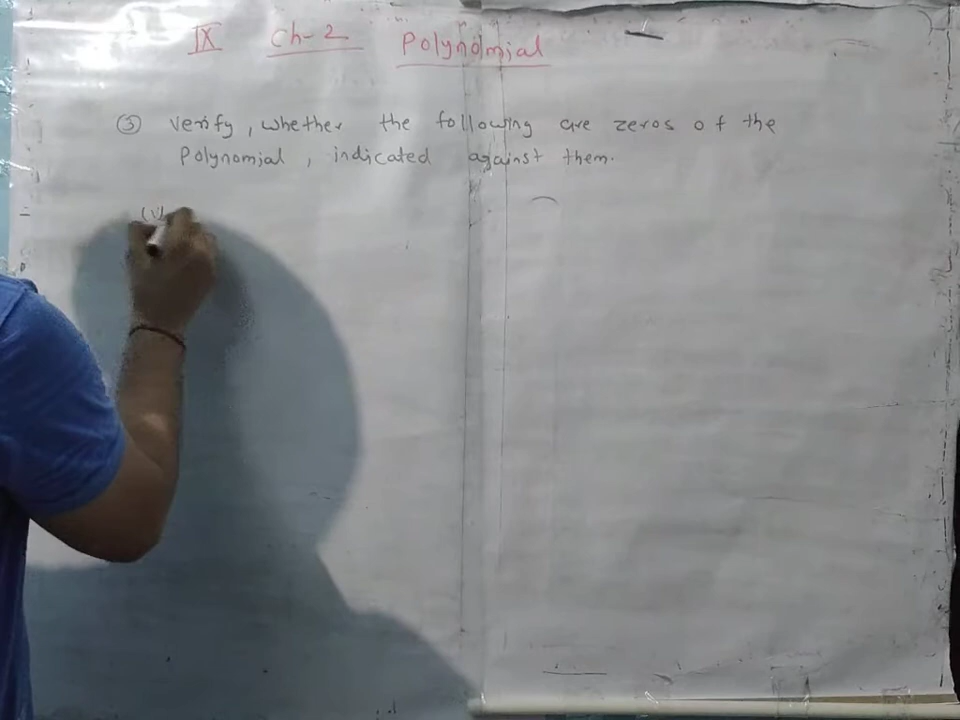 IX Ch-2 Polynomial
③ Verify, whether the following are zeros of the
Polynomial, indicated against them.
(v)